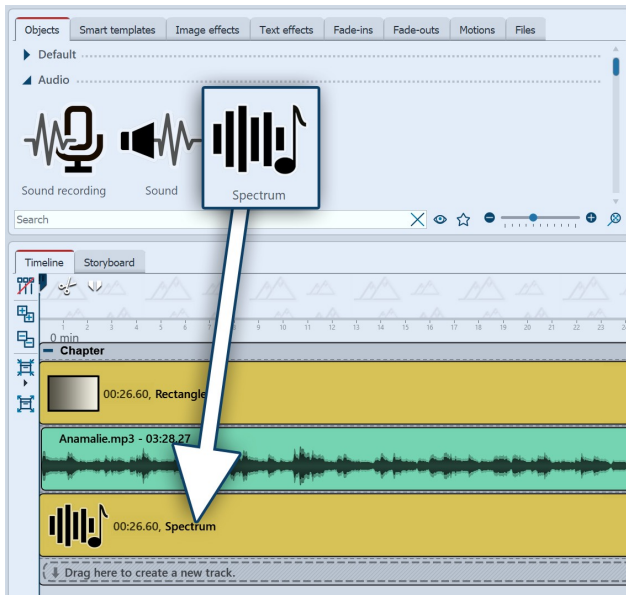 Objects Smart templates Image effects Text effects Fade-ins Fade-outs Motions Files
Default
Audio
Sound recording Sound Spectrum
Search
Timeline Storyboard
1 2 3 4 5 6 7 8 9 10 11 12 13 14 15 16 17 18 19 20 21 22 23
0 min
Chapter
00:26.60, Rectangle
Anamalie.mp3 - 03:28.27
00:26.60, Spectrum
Drag here to create a new track.